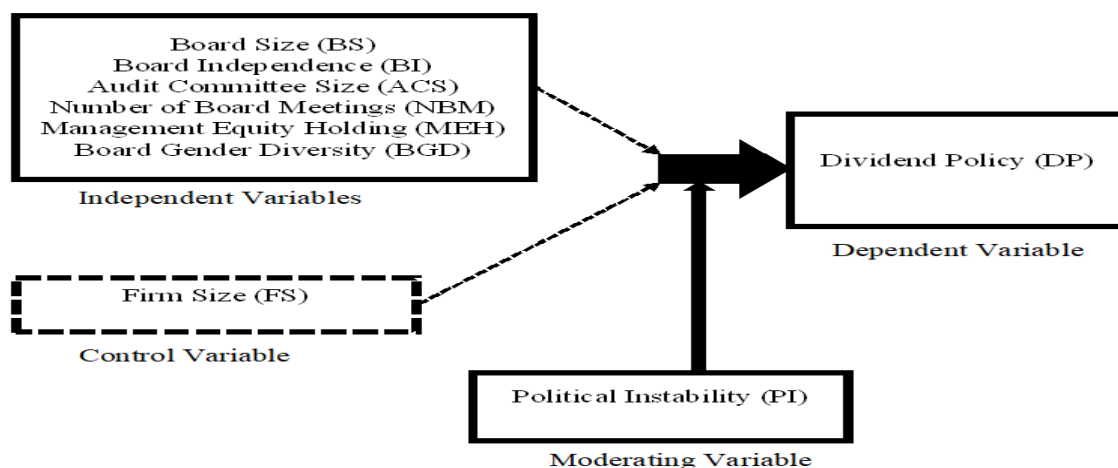 Board Size (BS)
Board Independence (BI)
Audit Committee Size (ACS)
Number of Board Meetings (NBM)
Management Equity Holding (MEH)
Board Gender Diversity (BGD)
Independent Variables
Dividend Policy (DP)
Dependent Variable
Firm Size (FS)
Control Variable
Political Instability (PI)
Moderating Variable